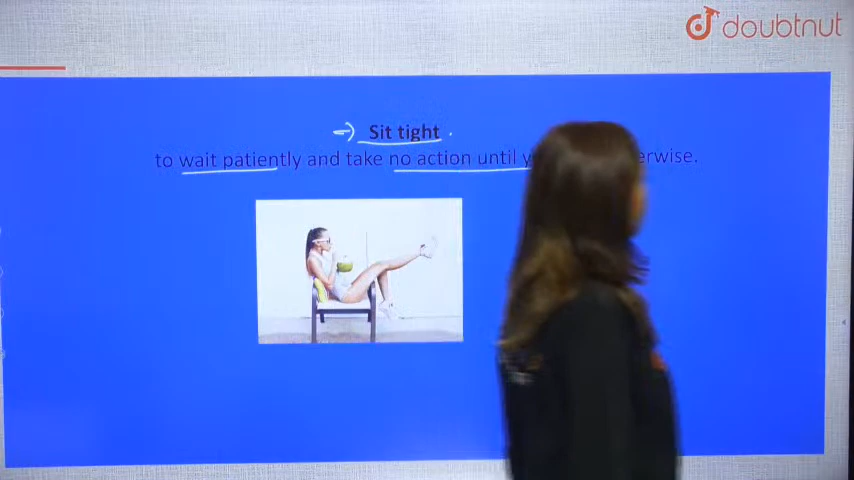 doubtnut
Sit tight
to wait patiently and take no action until erwise.